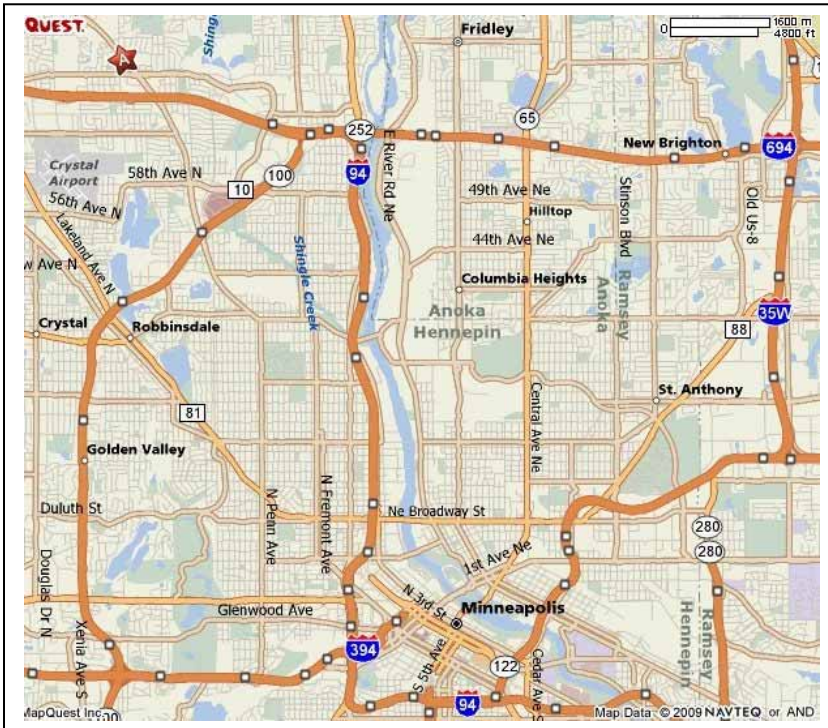 QUEST.
1600 m
0
4800 ft
Fridley
Shingle
A
252
65
E River Rd Ne
New Brighton
694
Crystal
Airport
58th Ave N
10
100
94
49th Ave Ne
56th Ave N
Hilltop
Stinson Blvd
Old Us-8
Lakeland Ave N
Shingle Creek
44th Ave Ne
w Ave N
Columbia Heights
Ramsey
Anoka
Anoka
Hennepin
35W
88
Crystal
Robbinsdale
St. Anthony
81
Central Ave Ne
Golden Valley
N Penn Ave
N Fremont Ave
Duluth St
Ne Broadway St
280
280
Douglas Dr N
1st Ave Ne
N 3rd St
Glenwood Ave
Minneapolis
Ramsey
Hennepin
Xenia Ave S
394
S 5th Ave
122
Cedar Ave S
94
MapQuest Inc
00
Map Data © 2009 NAVTEQ or AND